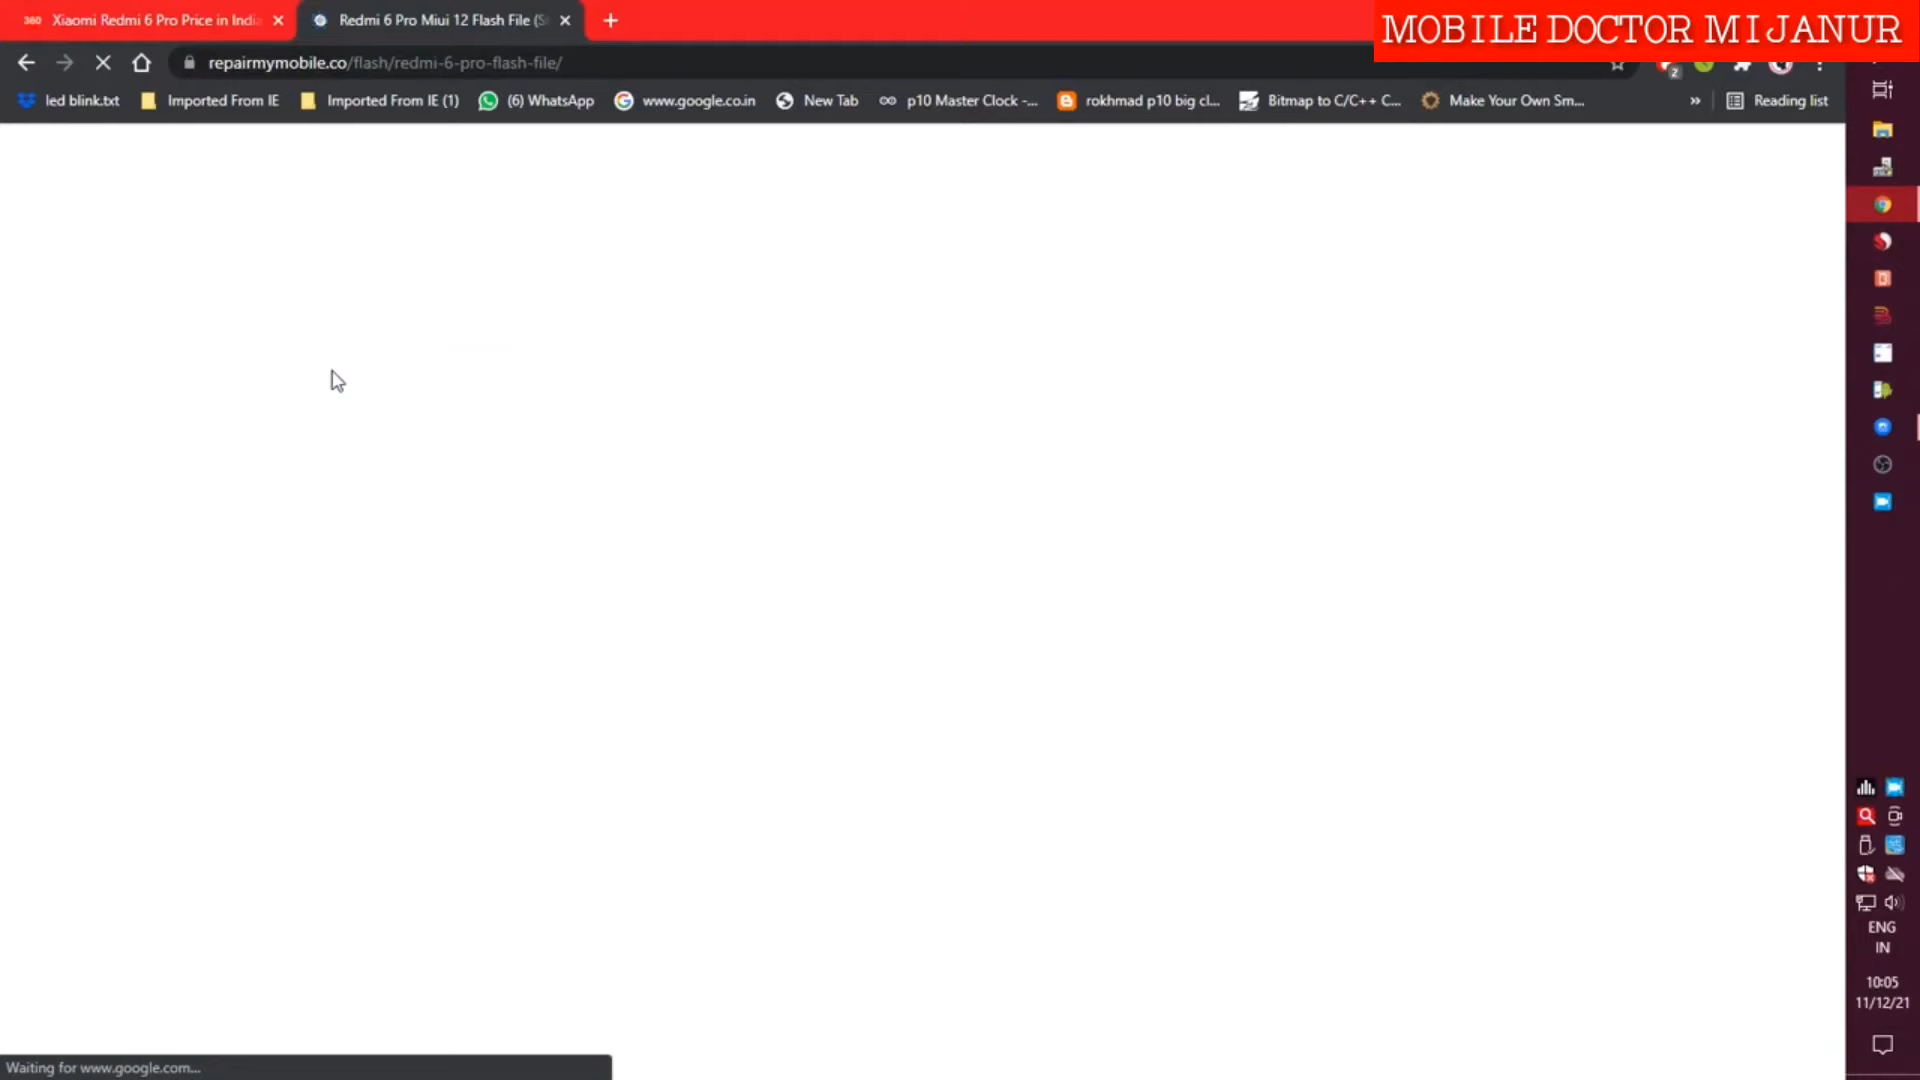 360 Xiaomi Redmi 6 Pro Price in India
Redmi 6 Pro Miui 12 Flash File (S
MOBILE DOCTOR MIJANUR
repairmymobile.co/flash/redmi-6-pro-flash-file/
2
led blink.txt
Imported From IE
Imported From IE (1)
(6) WhatsApp
www.google.co.in
New Tab
p10 Master Clock -...
rokhmad p10 big cl...
Bitmap to C/C++ C...
Make Your Own Sm...
»
Reading list
ENG
IN
10:05
11/12/21
Waiting for www.google.com...